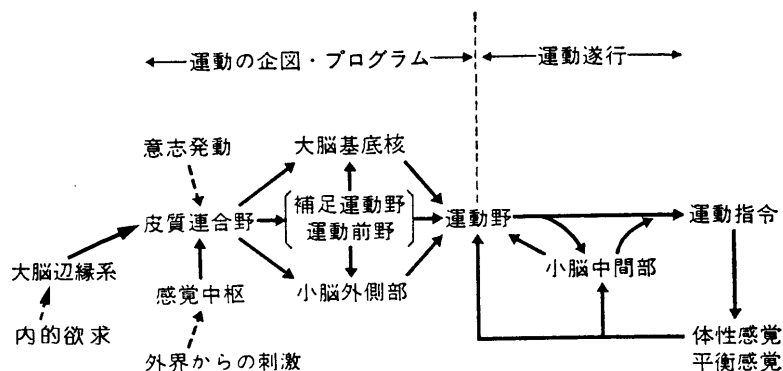 運動の企図・プログラム
運動遂行
意志発動
大脳基底核
皮質連合野
補足運動野
運動前野
運動野
運動指令
大脳辺縁系
感覚中枢
小脳外側部
小脳中間部
内的欲求
外界からの刺激
体性感覚
平衡感覚